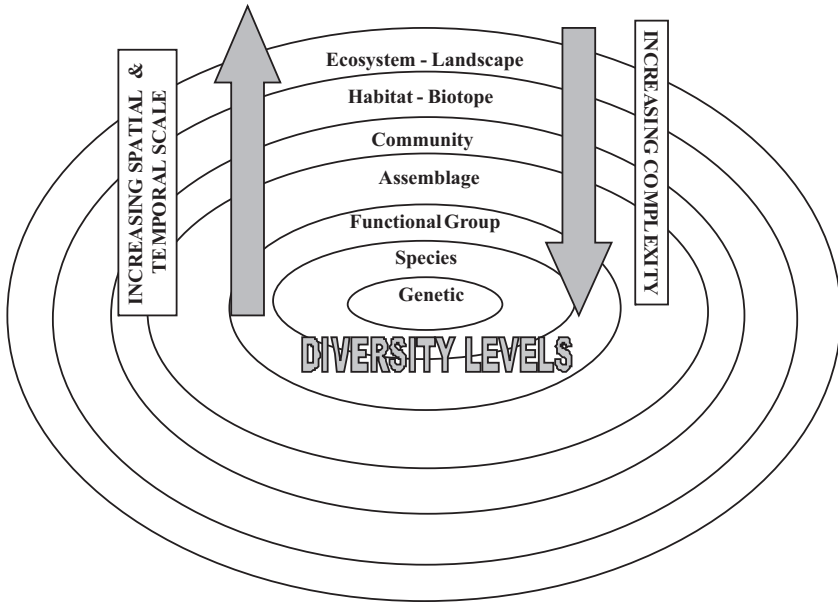 INCREASING SPATIAL &
TEMPORAL SCALE
Ecosystem - Landscape
Habitat - Biotope
Community
Assemblage
Functional Group
Species
Genetic
DIVERSITY LEVELS
INCREASING COMPLEXITY